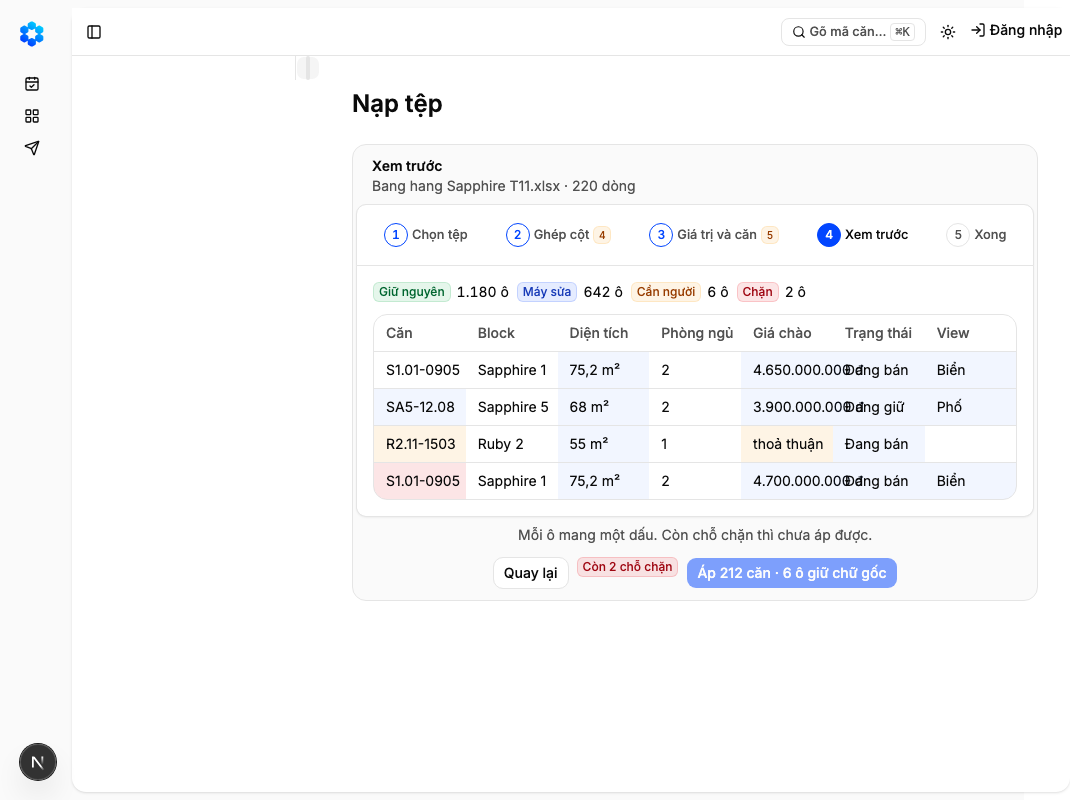 Gõ mã căn... ⌘K Đăng nhập
Nạp tệp
Xem trước
Bang hang Sapphire T11.xlsx · 220 dòng
1 Chọn tệp 2 Ghép cột 4 3 Giá trị và căn 5 4 Xem trước 5 Xong
Giữ nguyên 1.180 ô Máy sửa 642 ô Cần người 6 ô Chặn 2 ô
Căn Block Diện tích Phòng ngủ Giá chào Trạng thái View
S1.01-0905 Sapphire 1 75,2 m² 2 4.650.000.000 đ Đang bán Biển
SA5-12.08 Sapphire 5 68 m² 2 3.900.000.000 đ Đang giữ Phố
R2.11-1503 Ruby 2 55 m² 1 thoả thuận Đang bán
S1.01-0905 Sapphire 1 75,2 m² 2 4.700.000.000 đ Đang bán Biển
Mỗi ô mang một dấu. Còn chỗ chặn thì chưa áp được.
Quay lại Còn 2 chỗ chặn Áp 212 căn · 6 ô giữ chữ gốc
N